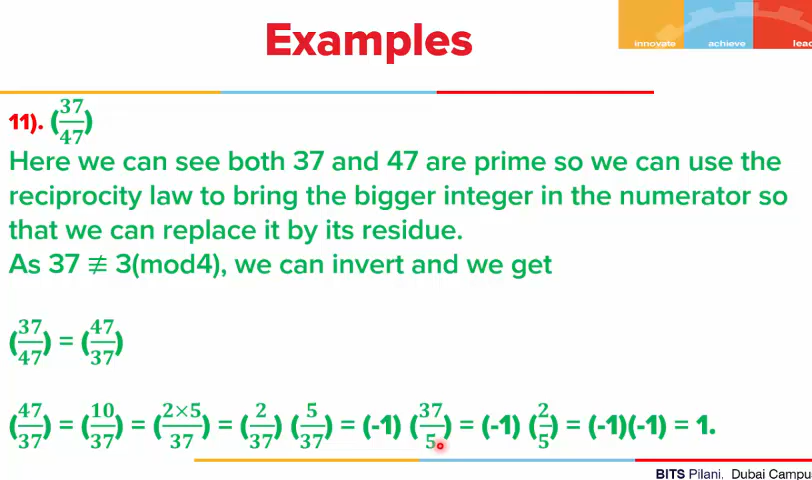 Examples
innovate achieve lead
11). (37/47)
Here we can see both 37 and 47 are prime so we can use the
reciprocity law to bring the bigger integer in the numerator so
that we can replace it by its residue.
As 37 ≢ 3(mod4), we can invert and we get
(37/47) = (47/37)
(47/37) = (10/37) = (2×5/37) = (2/37) (5/37) = (-1) (37/5) = (-1) (2/5) = (-1)(-1) = 1.
BITS Pilani, Dubai Campu